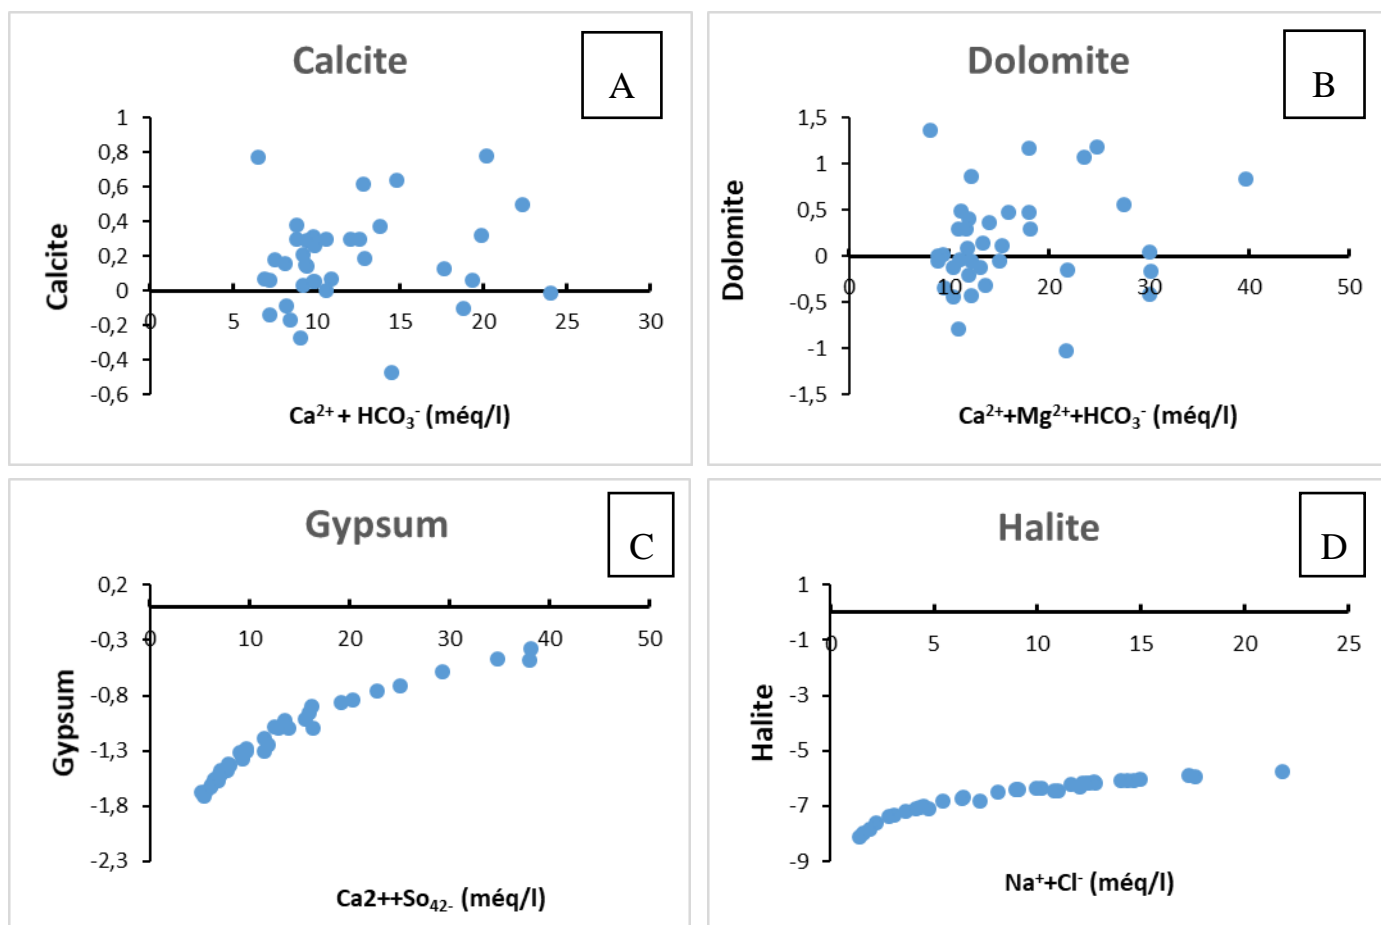 Calcite
A
1
0,8
0,6
0,4
0,2
0
-0,2
-0,4
-0,6
0 5 10 15 20 25 30
Calcite
Ca²⁺ + HCO₃⁻ (méq/l)
Dolomite
B
1,5
1
0,5
0
-0,5
-1
-1,5
0 10 20 30 40 50
Dolomite
Ca²⁺+Mg²⁺+HCO₃⁻ (méq/l)
Gypsum
C
0,2
-0,3
-0,8
-1,3
-1,8
-2,3
0 10 20 30 40 50
Gypsum
Ca2++So₄₂₋ (méq/l)
Halite
D
1
-1
-3
-5
-7
-9
0 5 10 15 20 25
Halite
Na⁺+Cl⁻ (méq/l)